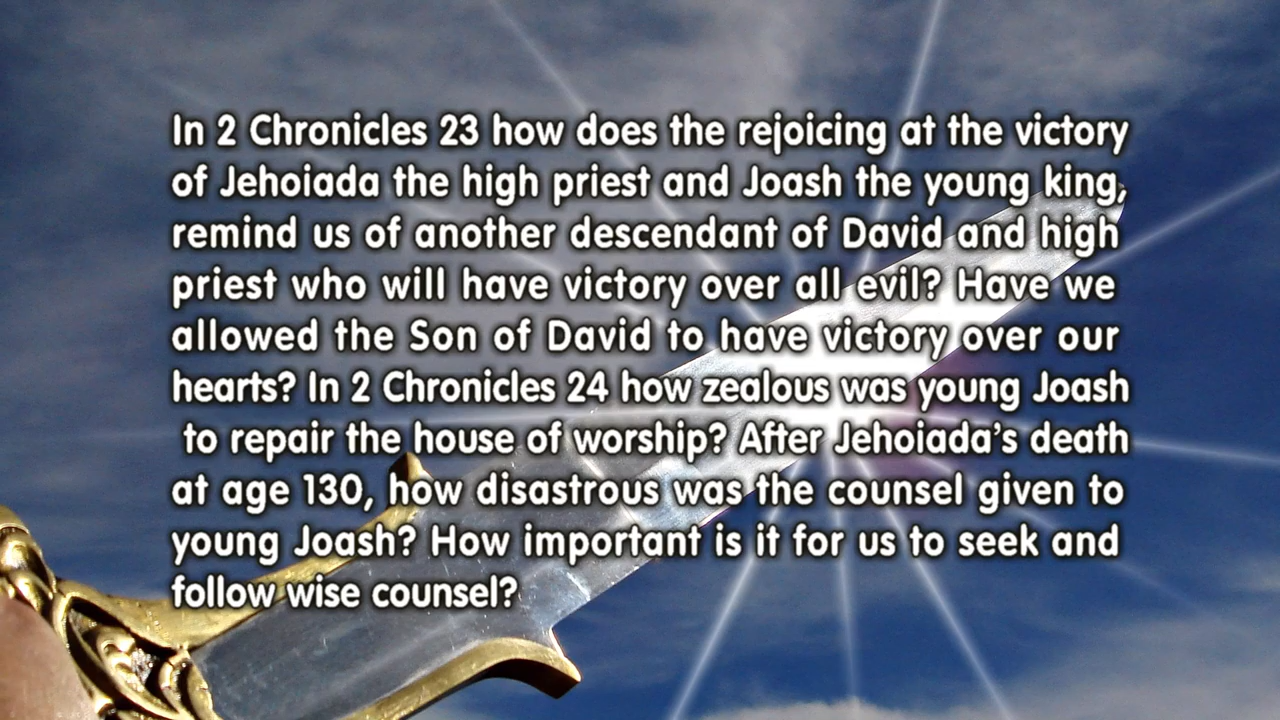 In 2 Chronicles 23 how does the rejoicing at the victory
of Jehoiada the high priest and Joash the young king,
remind us of another descendant of David and high
priest who will have victory over all evil? Have we
allowed the Son of David to have victory over our
hearts? In 2 Chronicles 24 how zealous was young Joash
to repair the house of worship? After Jehoiada’s death
at age 130, how disastrous was the counsel given to
young Joash? How important is it for us to seek and
follow wise counsel?